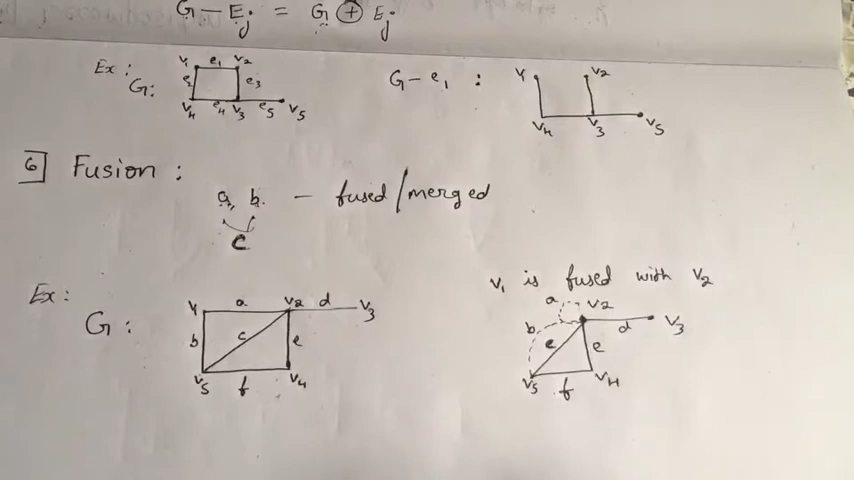 G - Ej = G ⊕ Ej
Ex: G: v1 e1 v2 e2 e3 v4 e4 v3 e5 v5
G - e1 : v1 v2 v4 v3 v5
6] Fusion :
a, b. - fused/merged
c
Ex: G: v1 a v2 d v3 b c e v5 f v4
v1 is fused with v2
a v2 b d v3 e e v5 f v4